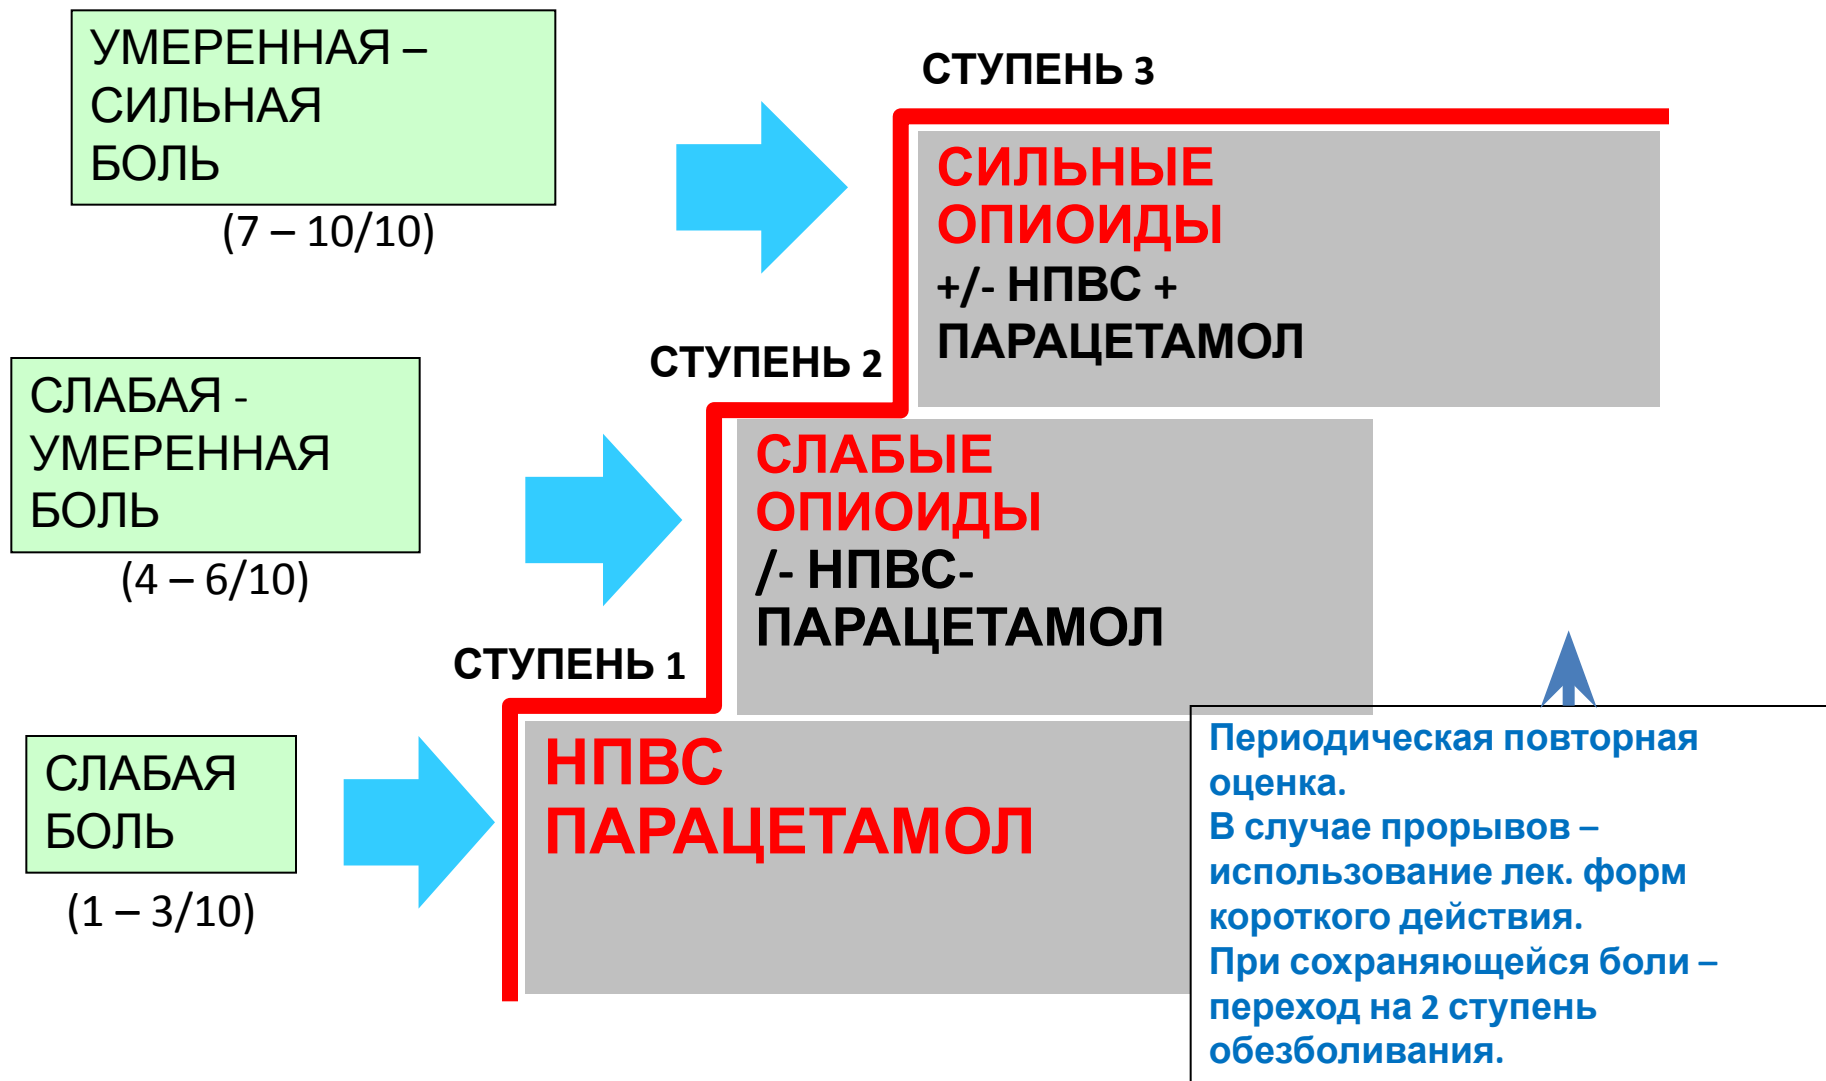 УМЕРЕННАЯ –
СИЛЬНАЯ
БОЛЬ
(7 – 10/10)
СТУПЕНЬ 3
СИЛЬНЫЕ
ОПИОИДЫ
+/- НПВС +
ПАРАЦЕТАМОЛ
СЛАБАЯ -
УМЕРЕННАЯ
БОЛЬ
(4 – 6/10)
СТУПЕНЬ 2
СЛАБЫЕ
ОПИОИДЫ
/- НПВС-
ПАРАЦЕТАМОЛ
СЛАБАЯ
БОЛЬ
(1 – 3/10)
СТУПЕНЬ 1
НПВС
ПАРАЦЕТАМОЛ
Периодическая повторная
оценка.
В случае прорывов –
использование лек. форм
короткого действия.
При сохраняющейся боли –
переход на 2 ступень
обезболивания.